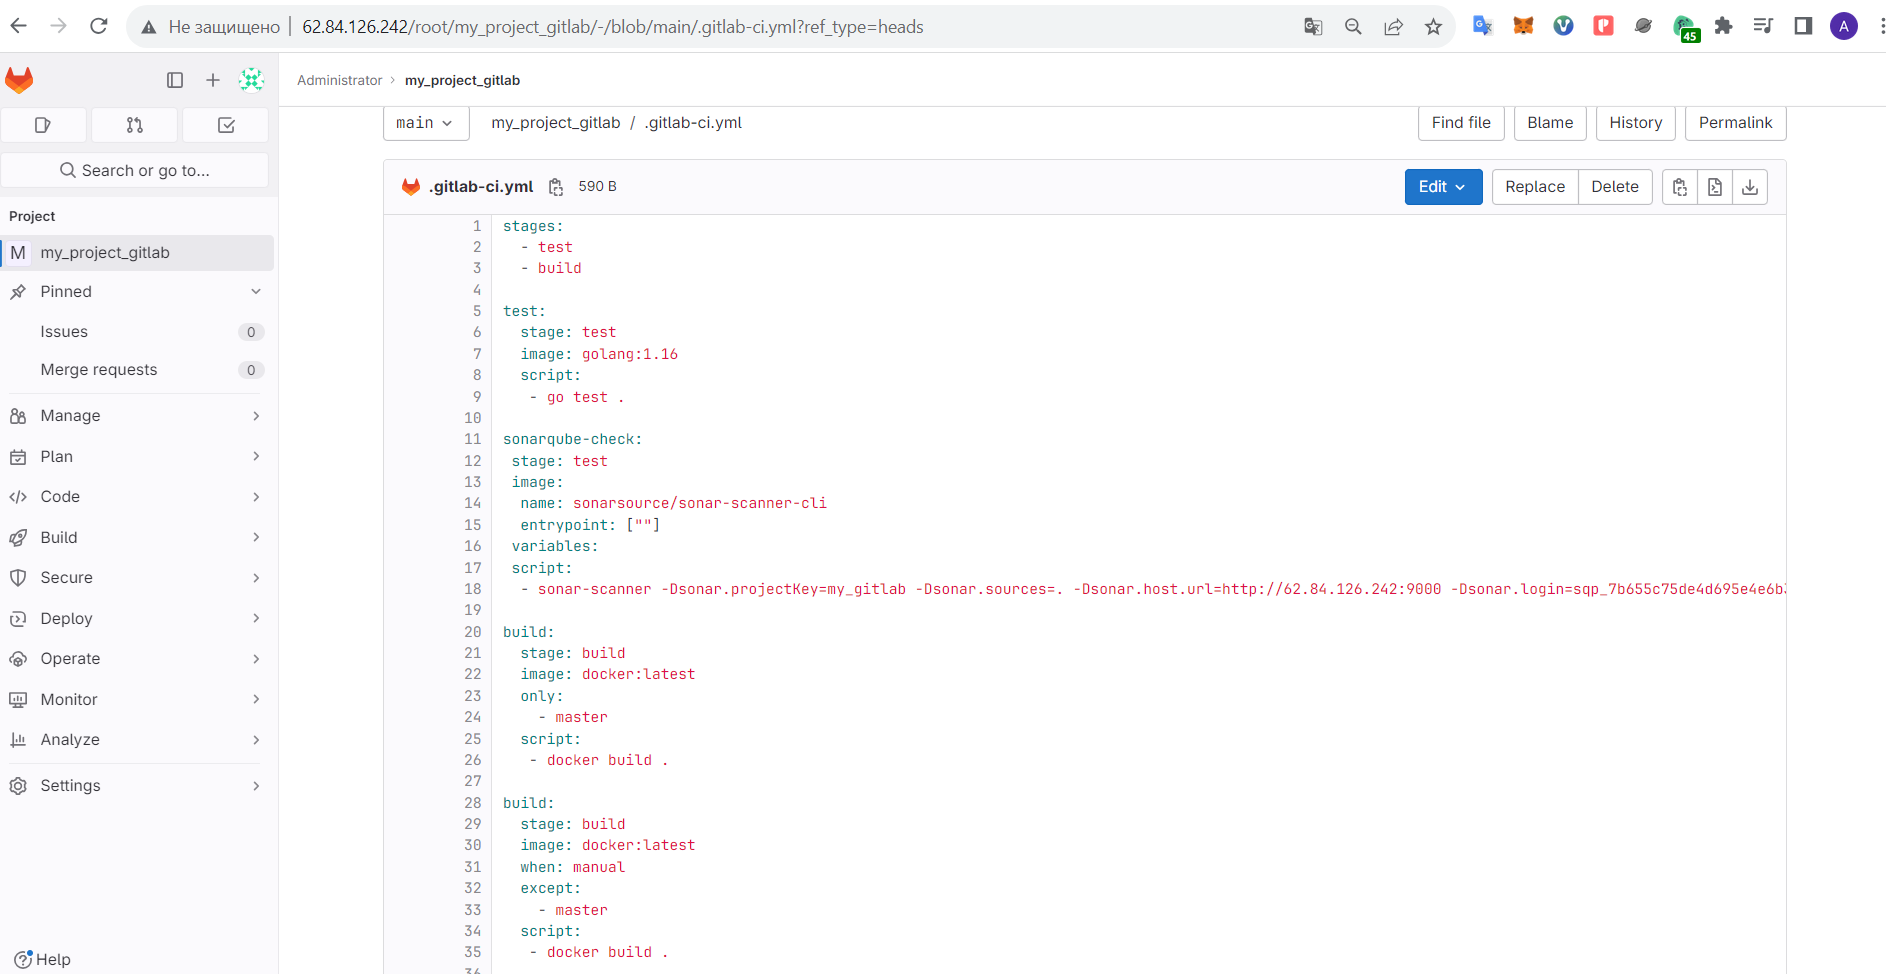 Не защищено 62.84.126.242/root/my_project_gitlab/-/blob/main/.gitlab-ci.yml?ref_type=heads
45
A
Administrator > my_project_gitlab
Search or go to...
Project
M my_project_gitlab
Pinned
Issues 0
Merge requests 0
Manage
Plan
Code
Build
Secure
Deploy
Operate
Monitor
Analyze
Settings
Help
main my_project_gitlab / .gitlab-ci.yml
Find file Blame History Permalink
.gitlab-ci.yml 590 B
Edit Replace Delete
1 stages:
2   - test
3   - build
4
5 test:
6   stage: test
7   image: golang:1.16
8   script:
9    - go test .
10
11 sonarqube-check:
12  stage: test
13  image:
14   name: sonarsource/sonar-scanner-cli
15   entrypoint: [""]
16  variables:
17  script:
18   - sonar-scanner -Dsonar.projectKey=my_gitlab -Dsonar.sources=. -Dsonar.host.url=http://62.84.126.242:9000 -Dsonar.login=sqp_7b655c75de4d695e4e6b
19
20 build:
21   stage: build
22   image: docker:latest
23   only:
24     - master
25   script:
26    - docker build .
27
28 build:
29   stage: build
30   image: docker:latest
31   when: manual
32   except:
33     - master
34   script:
35    - docker build .
36